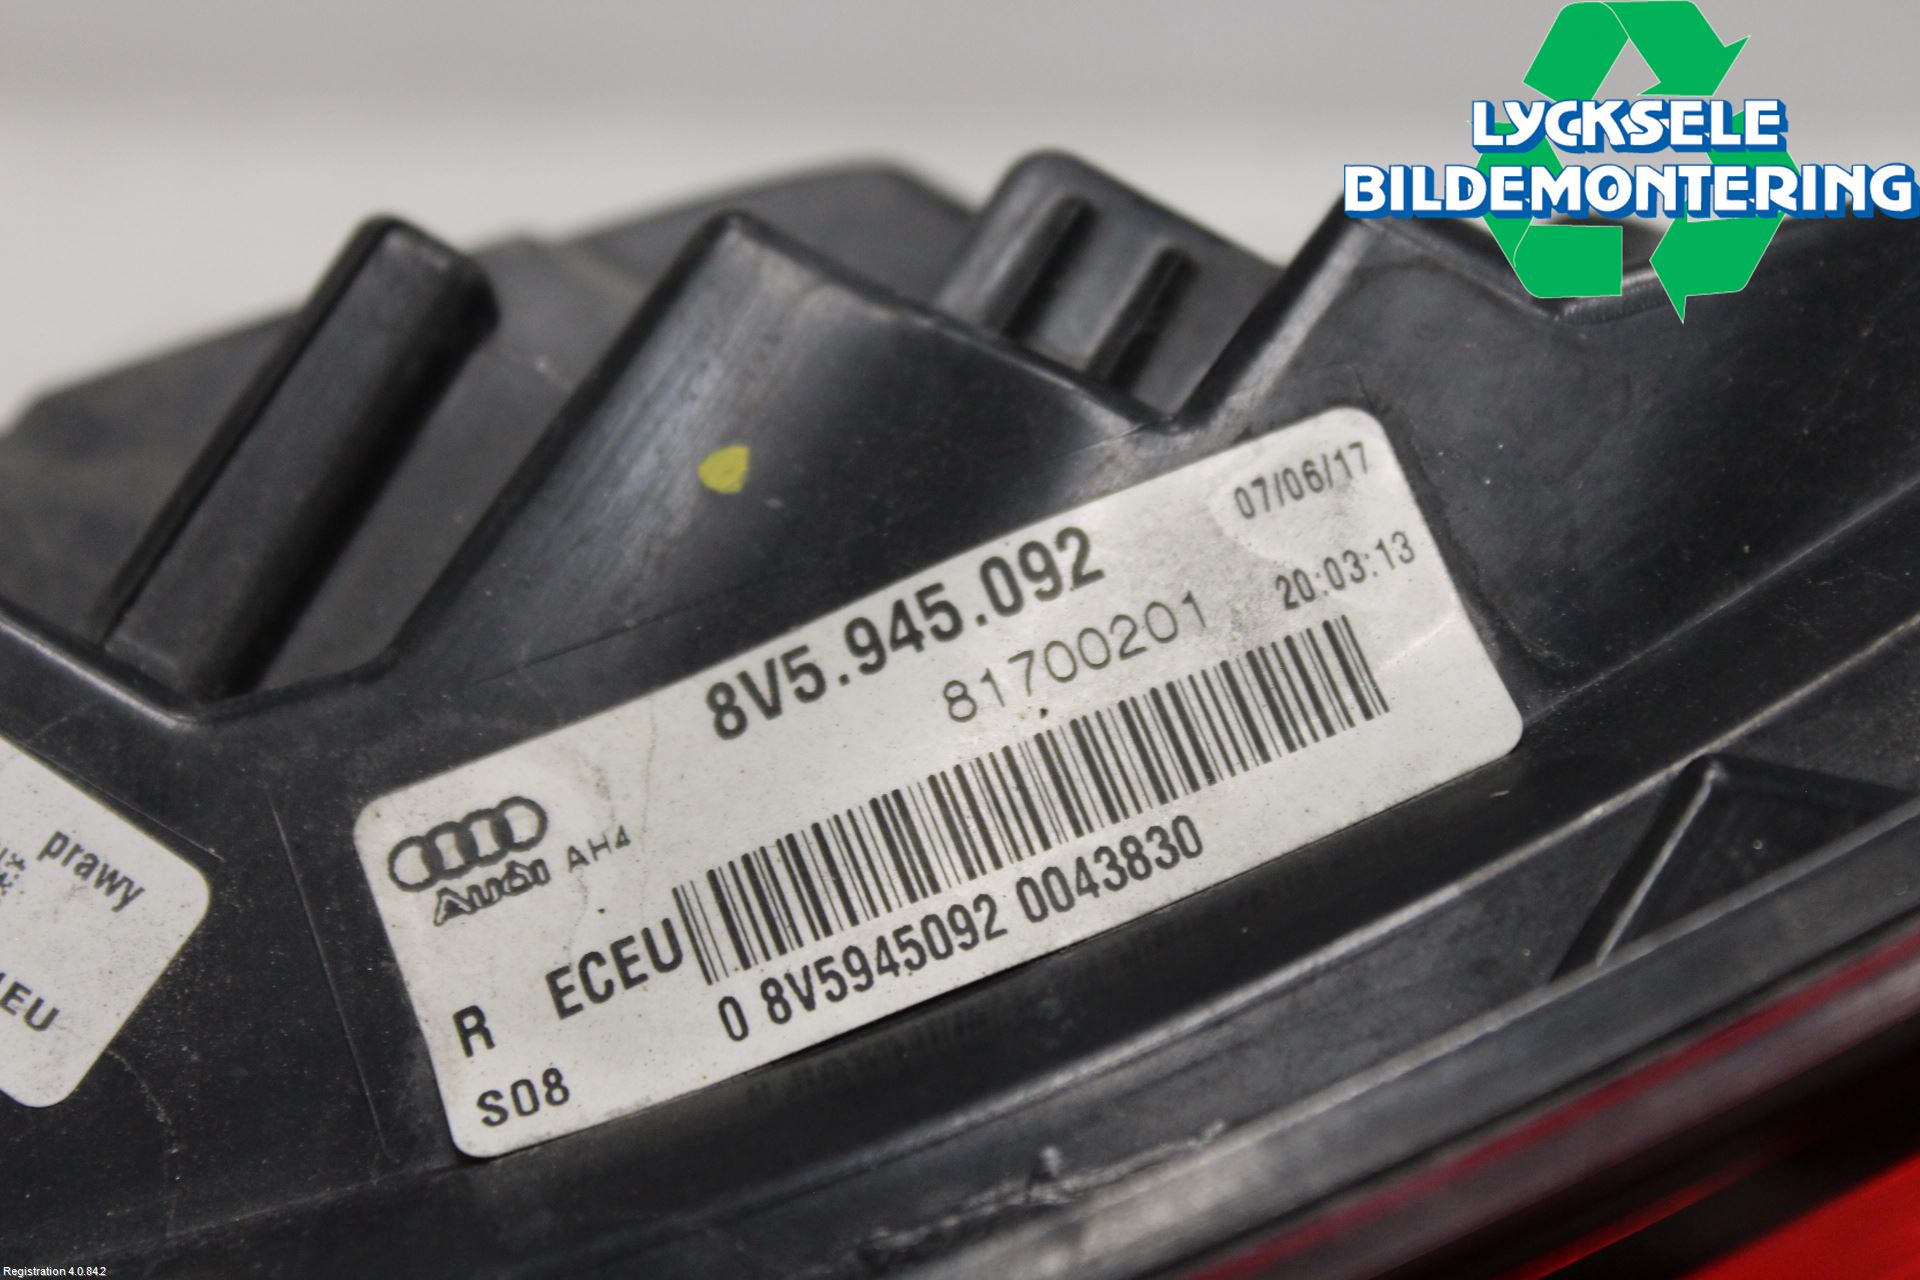 LYCKSELE
BILDEMONTERING
07/06/17
20:03:13
8V5.945.092
81700201
AUDI AH4
R ECEU
0 8V5945092 0043830
S08
prawy
EU
Registration 4.0.84.2